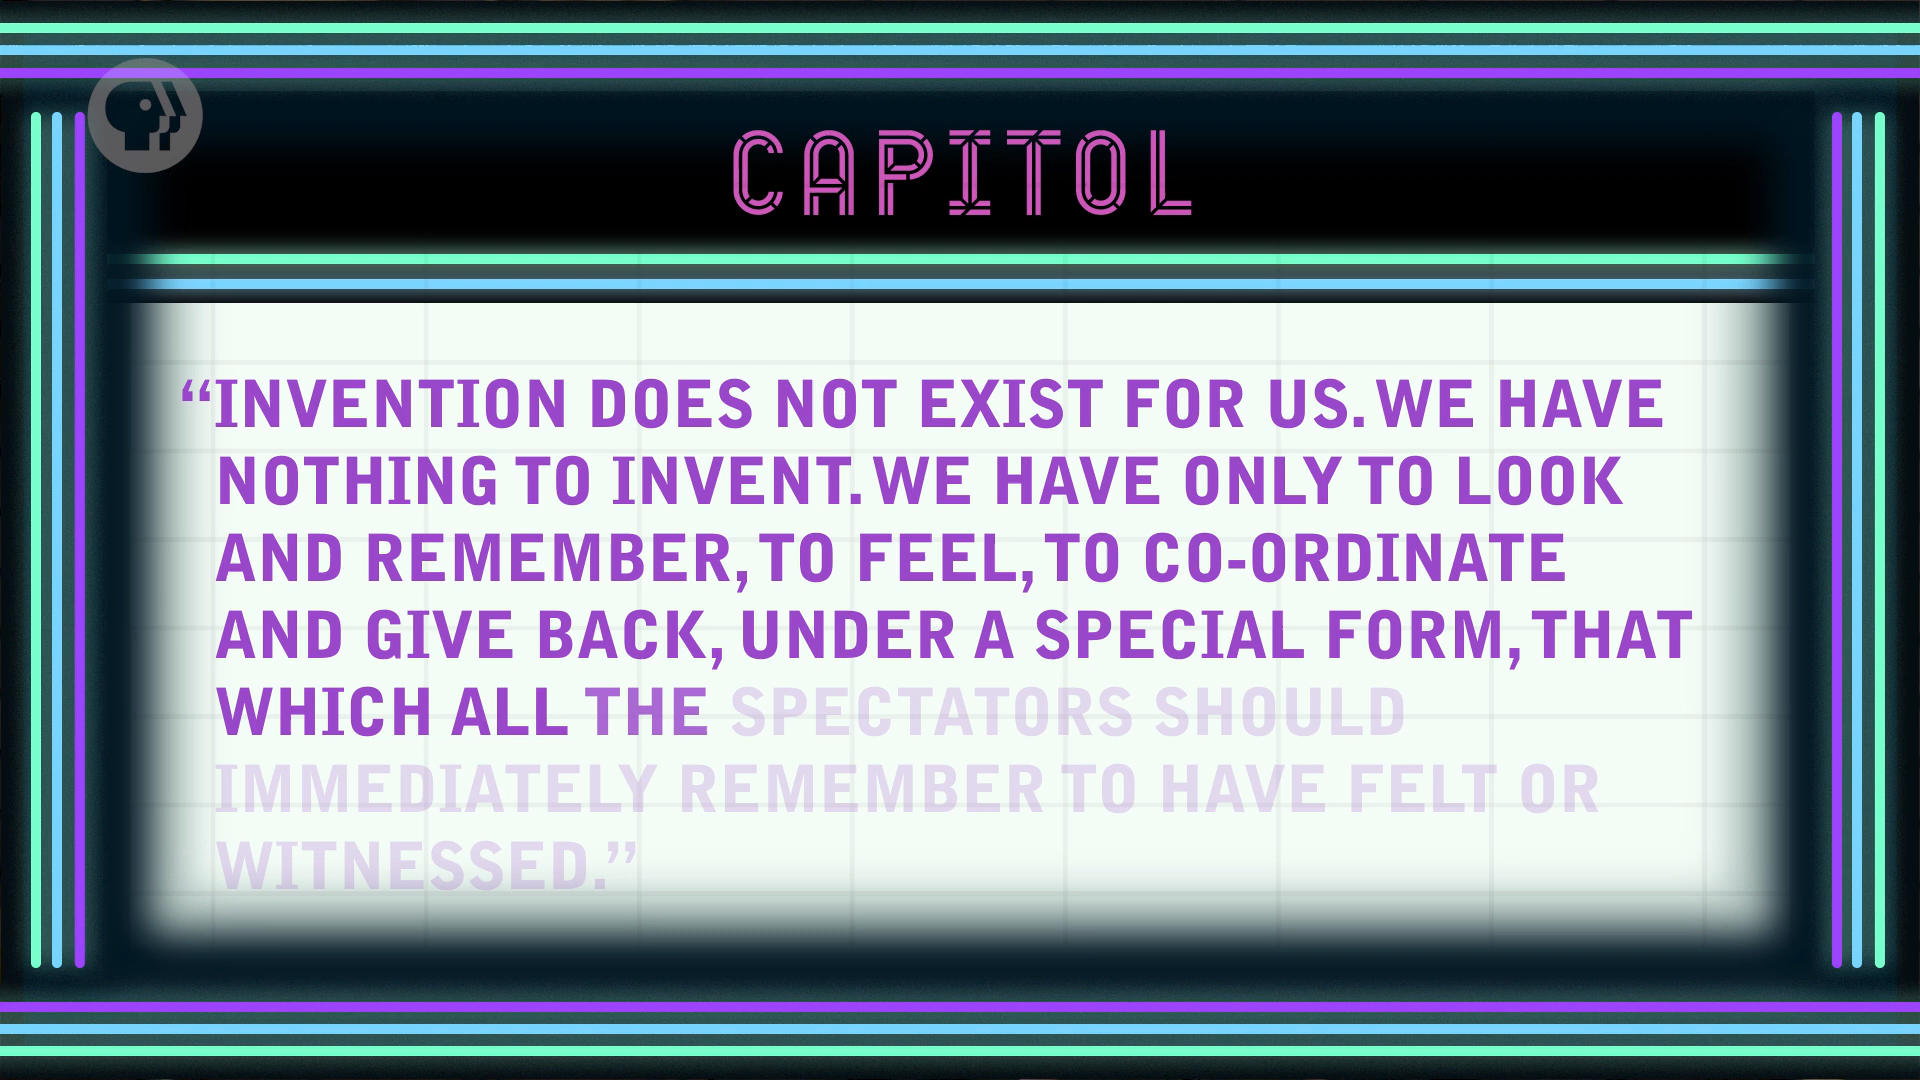 CAPITOL
“INVENTION DOES NOT EXIST FOR US. WE HAVE
NOTHING TO INVENT. WE HAVE ONLY TO LOOK
AND REMEMBER, TO FEEL, TO CO-ORDINATE
AND GIVE BACK, UNDER A SPECIAL FORM, THAT
WHICH ALL THE SPECTATORS SHOULD
IMMEDIATELY REMEMBER TO HAVE FELT OR
WITNESSED.”